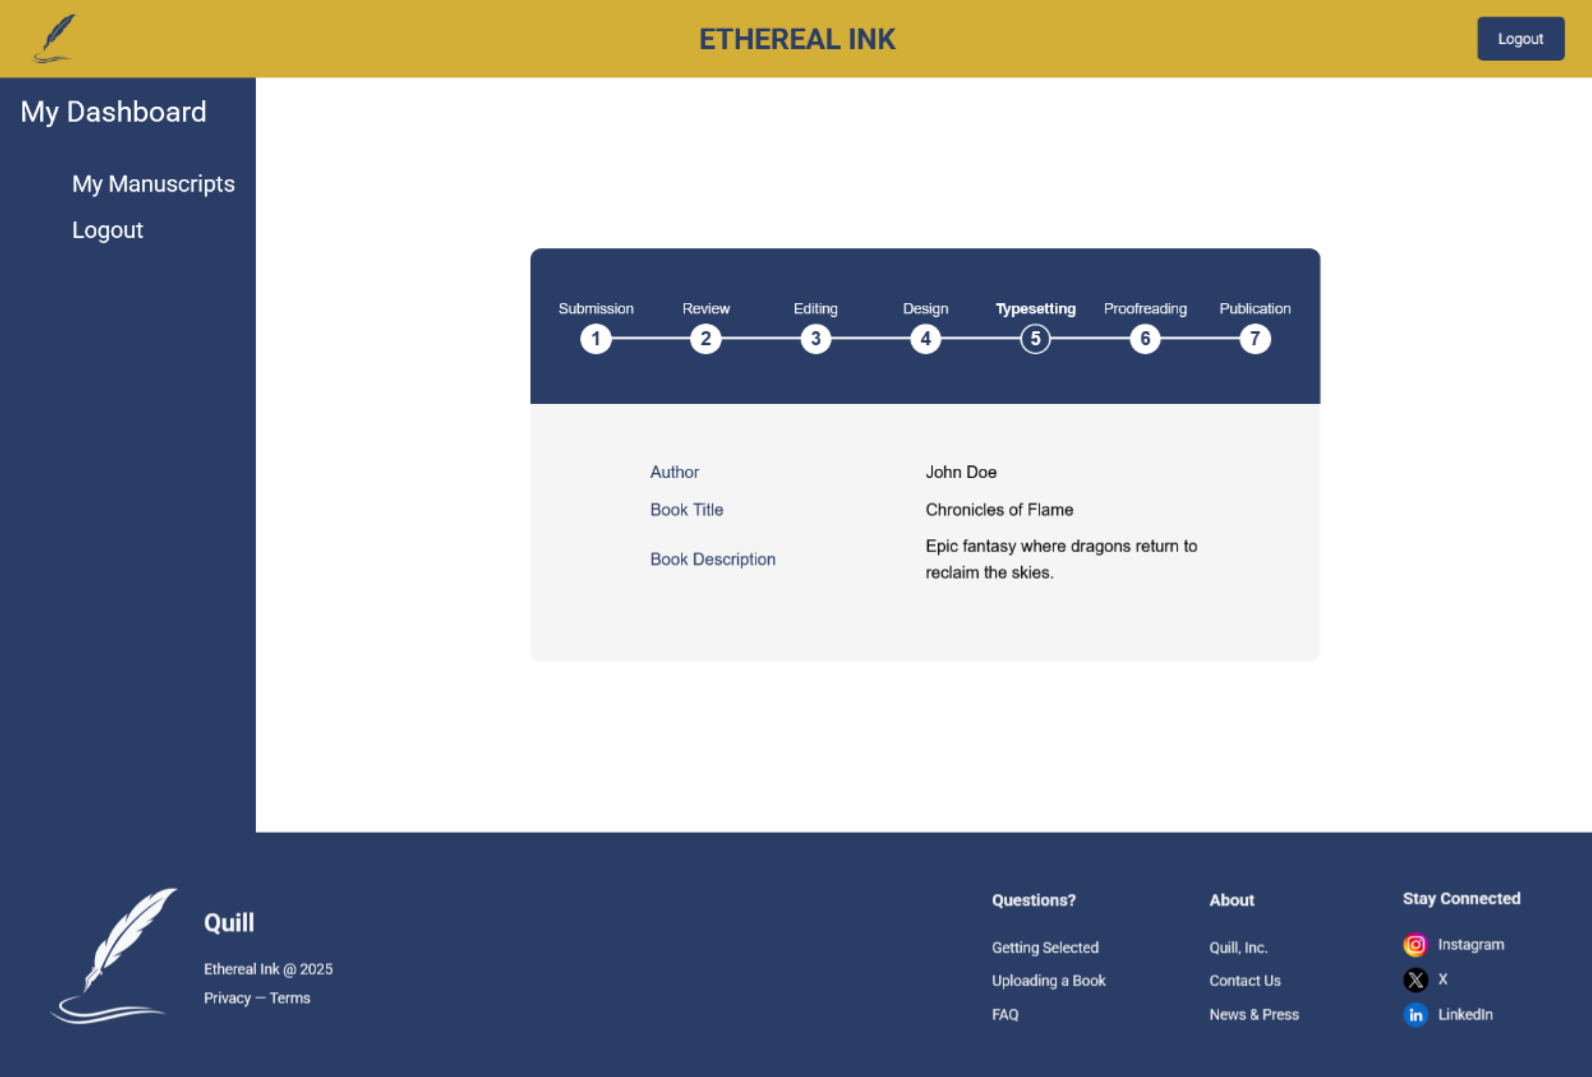 ETHEREAL INK
Logout
My Dashboard
My Manuscripts
Logout
Submission Review Editing Design Typesetting Proofreading Publication
1 2 3 4 5 6 7
Author John Doe
Book Title Chronicles of Flame
Book Description Epic fantasy where dragons return to
reclaim the skies.
Quill
Ethereal Ink @ 2025
Privacy — Terms
Questions?
Getting Selected
Uploading a Book
FAQ
About
Quill, Inc.
Contact Us
News & Press
Stay Connected
Instagram
X
in LinkedIn